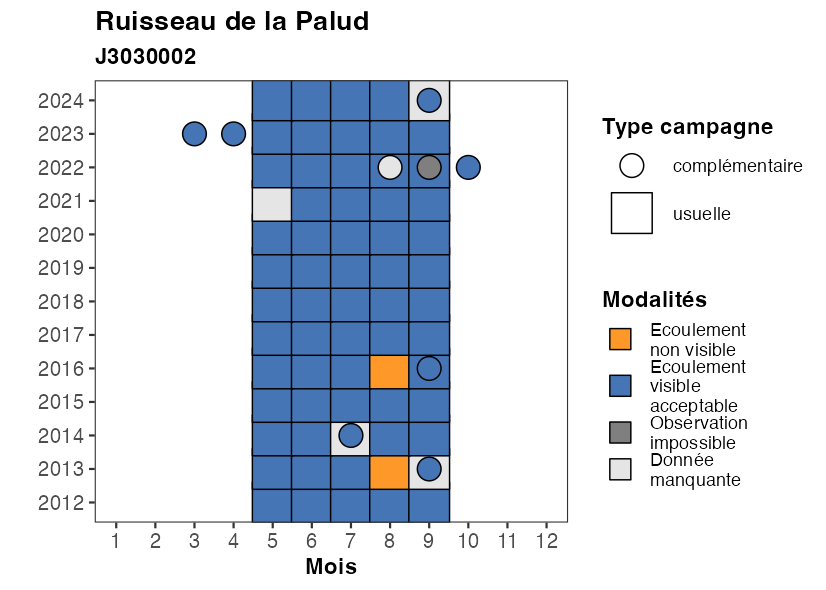 Ruisseau de la Palud
J3030002
2024
2023
2022
2021
2020
2019
2018
2017
2016
2015
2014
2013
2012
1 2 3 4 5 6 7 8 9 10 11 12
Mois
Type campagne
complémentaire
usuelle
Modalités
Ecoulement
non visible
Ecoulement
visible
acceptable
Observation
impossible
Donnée
manquante